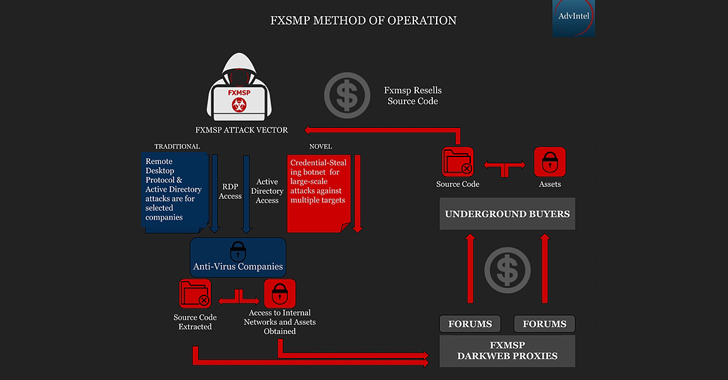 FXSMP METHOD OF OPERATION
AdvIntel
FXMSP
Fxmsp Resells
Source Code
FXMSP ATTACK VECTOR
TRADITIONAL
NOVEL
Remote
Desktop
Protocol &
Active Directory
attacks are for
selected
companies
RDP
Access
Active
Directory
Access
Credential-Steal
ing botnet for
large-scale
attacks against
multiple targets
Source Code
Assets
UNDERGROUND BUYERS
Anti-Virus Companies
Source Code
Extracted
Access to Internal
Networks and Assets
Obtained
FORUMS
FORUMS
FXMSP
DARKWEB PROXIES